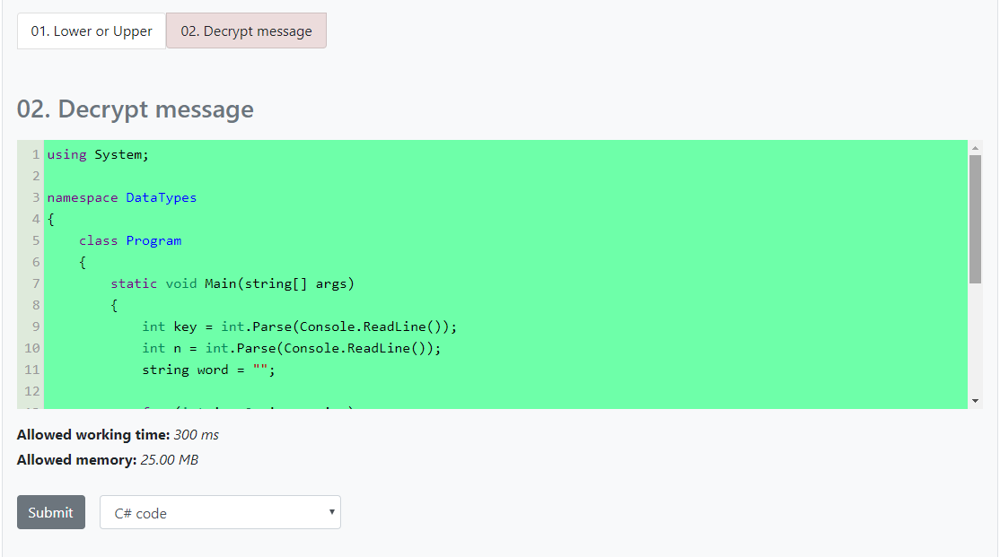 01. Lower or Upper 02. Decrypt message
02. Decrypt message
1 using System;
2
3 namespace DataTypes
4 {
5     class Program
6     {
7         static void Main(string[] args)
8         {
9             int key = int.Parse(Console.ReadLine());
10             int n = int.Parse(Console.ReadLine());
11             string word = "";
12
Allowed working time: 300 ms
Allowed memory: 25.00 MB
Submit C# code